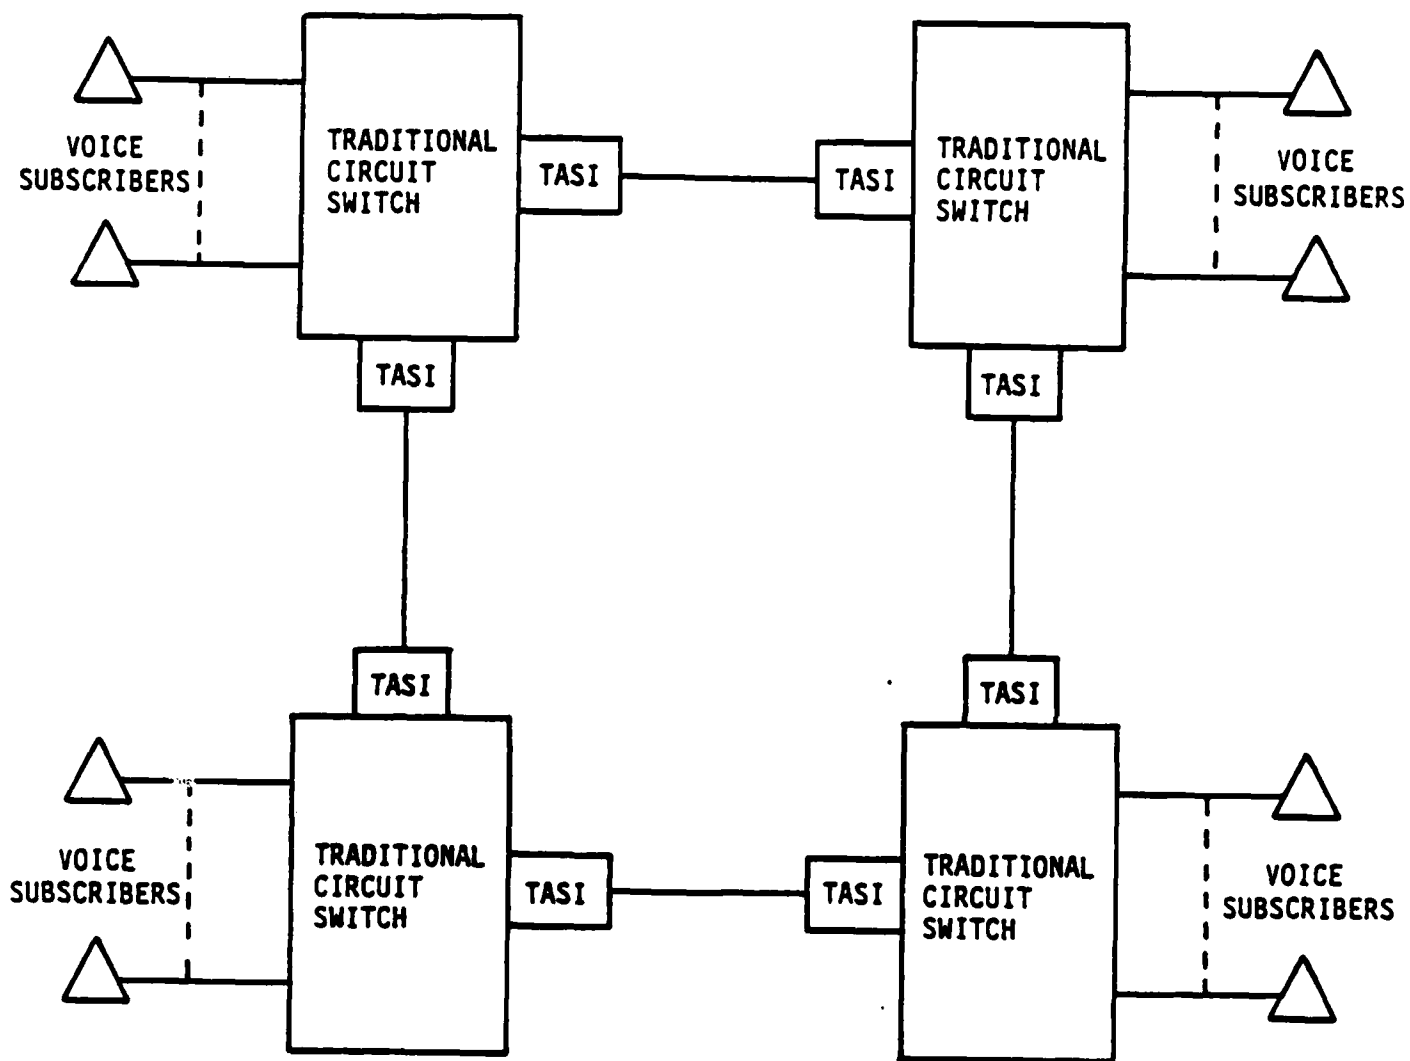 VOICE
SUBSCRIBERS
TRADITIONAL
CIRCUIT
SWITCH
TASI
TASI
TASI
TRADITIONAL
CIRCUIT
SWITCH
VOICE
SUBSCRIBERS
TASI
TASI
TASI
VOICE
SUBSCRIBERS
TRADITIONAL
CIRCUIT
SWITCH
TASI
TASI
TRADITIONAL
CIRCUIT
SWITCH
VOICE
SUBSCRIBERS